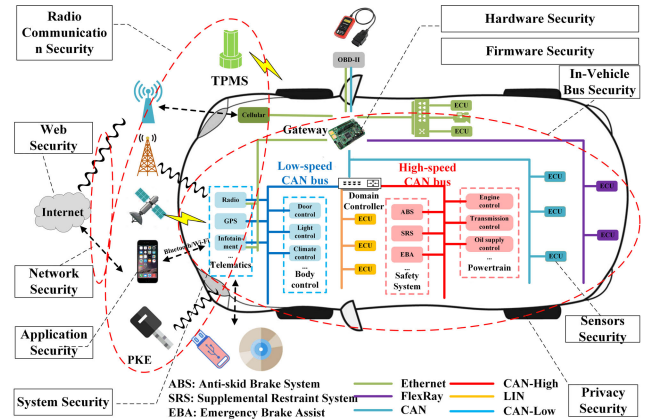 Radio
Communicatio
n Security
TPMS
OBD-II
Hardware Security
Firmware Security
In-Vehicle
Bus Security
Cellular
Gateway
ECU
ECU
ECU
Web
Security
Internet
Low-speed
CAN bus
High-speed
CAN bus
Domain
Controller
Radio
GPS
Infotain-
ment/
...
Telematics
Door
control
Light
control
Climate
control
...
Body
control
ECU
ECU
ECU
ABS
SRS
EBA
...
Safety
System
Engine
control
Transmission
control
Oil supply
control
...
Powertrain
ECU
ECU
ECU
ECU
ECU
Bluetooth/Wi-Fi
Network
Security
Application
Security
PKE
System Security
Sensors
Security
Privacy
Security
ABS: Anti-skid Brake System
SRS: Supplemental Restraint System
EBA: Emergency Brake Assist
Ethernet
FlexRay
CAN
CAN-High
LIN
CAN-Low